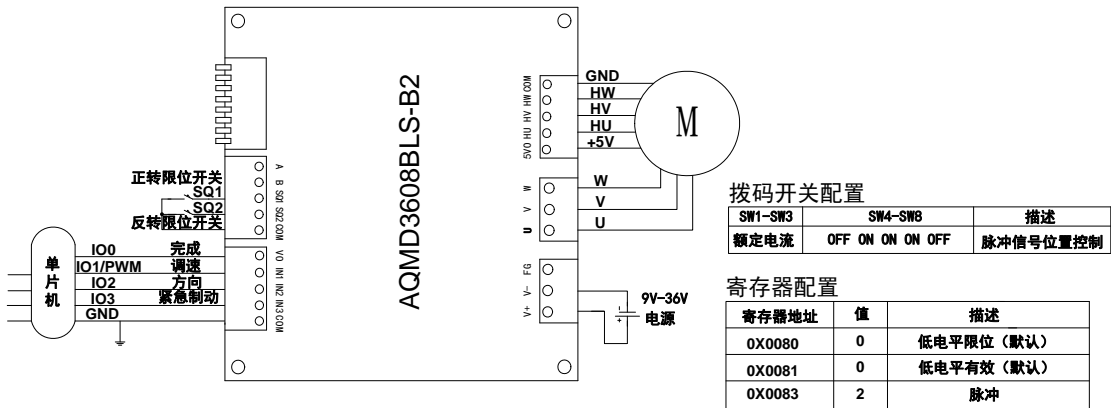 AQMD3608BLS-B2
A B SQ1 SQ2 COM
VO IN1 IN2 IN3 COM
5VO HU HV HW COM
U V W
V+ V- FG
正转限位开关
SQ1
SQ2
反转限位开关
单片机
IO0 完成
IO1/PWM 调速
IO2 方向
IO3 紧急制动
GND
GND
HW
HV
HU
+5V
M
W
V
U
9V-36V
电源
- +
拨码开关配置
SW1-SW3 SW4-SW8 描述
额定电流 OFF ON ON ON OFF 脉冲信号位置控制
寄存器配置
寄存器地址 值 描述
0X0080 0 低电平限位（默认）
0X0081 0 低电平有效（默认）
0X0083 2 脉冲